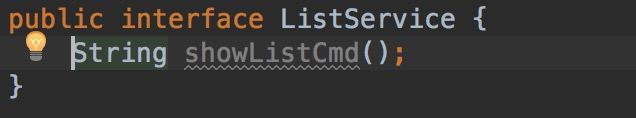 public interface ListService {
    String showListCmd();
}